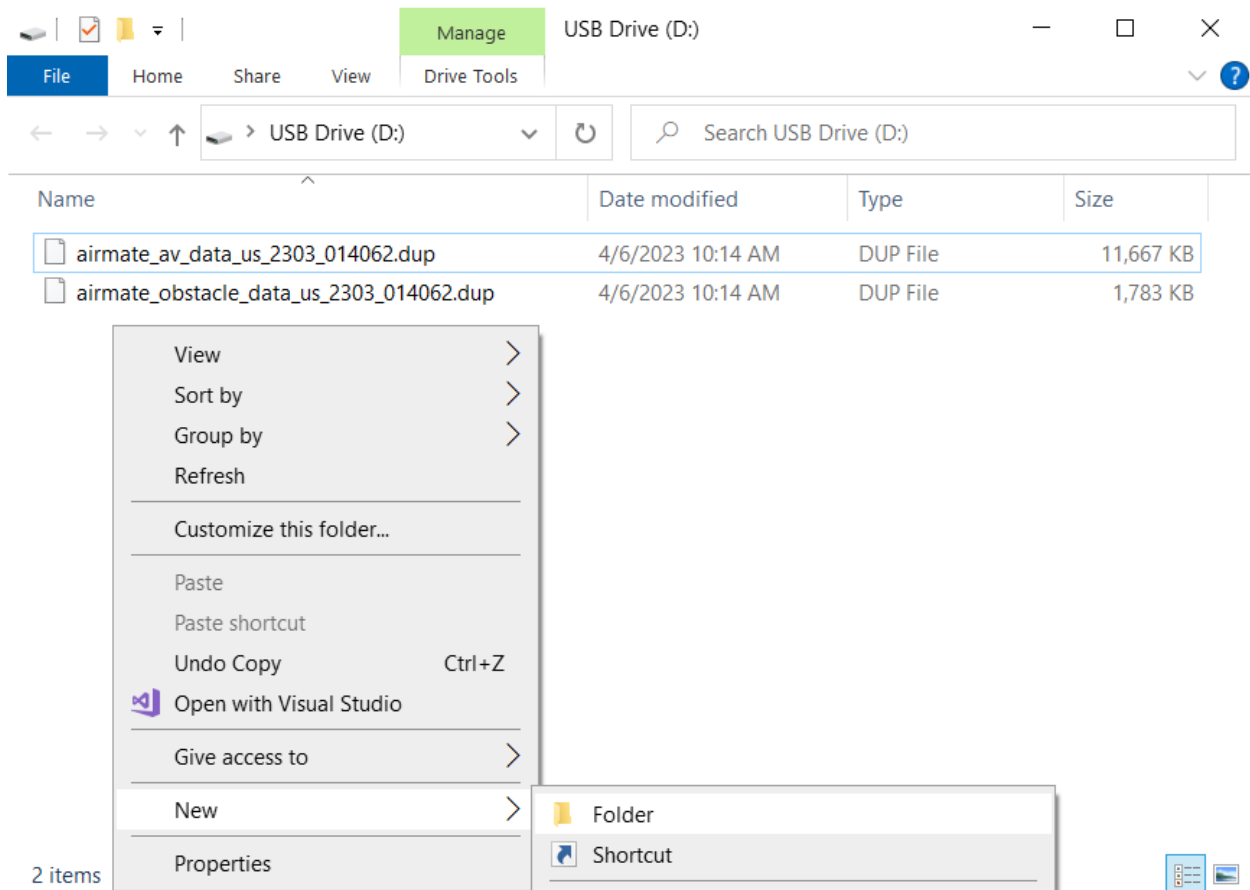 Manage
USB Drive (D:)
File
Home
Share
View
Drive Tools
?
USB Drive (D:)
Search USB Drive (D:)
Name
Date modified
Type
Size
airmate_av_data_us_2303_014062.dup
4/6/2023 10:14 AM
DUP File
11,667 KB
airmate_obstacle_data_us_2303_014062.dup
4/6/2023 10:14 AM
DUP File
1,783 KB
View
Sort by
Group by
Refresh
Customize this folder...
Paste
Paste shortcut
Undo Copy
Ctrl+Z
Open with Visual Studio
Give access to
New
Folder
Shortcut
Properties
2 items